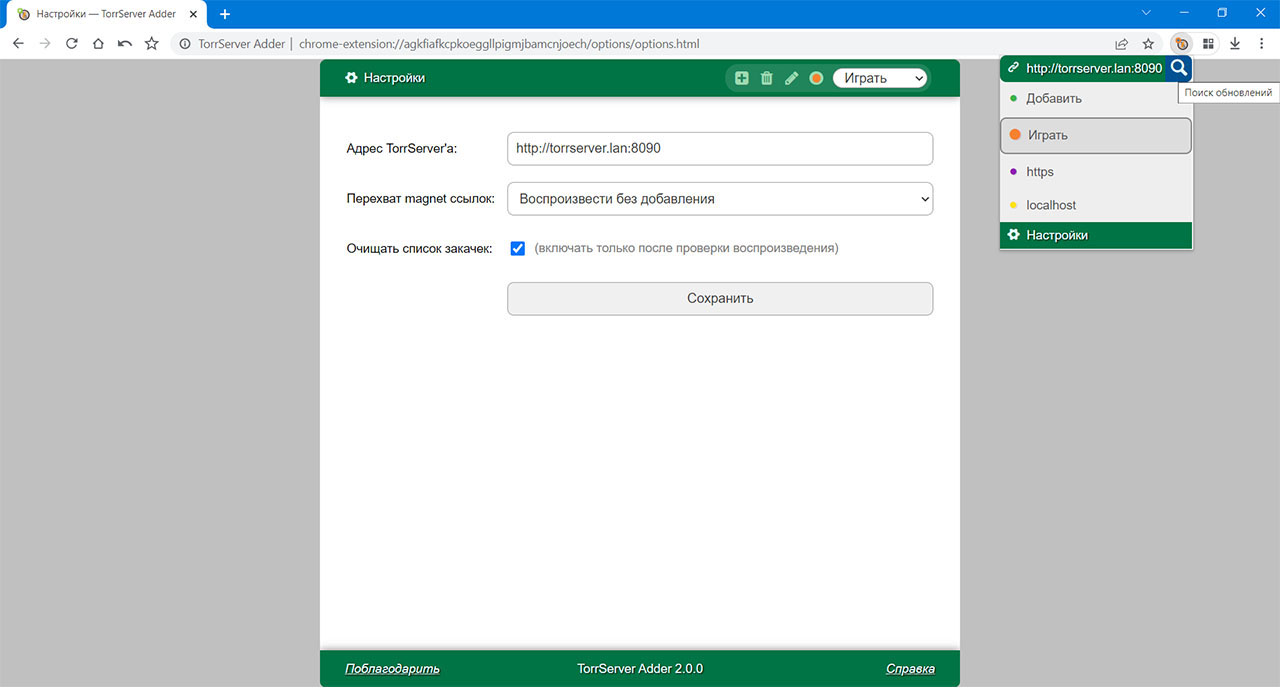 Настройки — TorrServer Adder
TorrServer Adder | chrome-extension://agkfiafkcpkoeggllpigmjbamcnjoech/options/options.html
Настройки
Играть
http://torrserver.lan:8090
Поиск обновлений
Добавить
Играть
https
localhost
Настройки
Адрес TorrServer'a:
http://torrserver.lan:8090
Перехват magnet ссылок:
Воспроизвести без добавления
Очищать список закачек:
(включать только после проверки воспроизведения)
Сохранить
Поблагодарить
TorrServer Adder 2.0.0
Справка